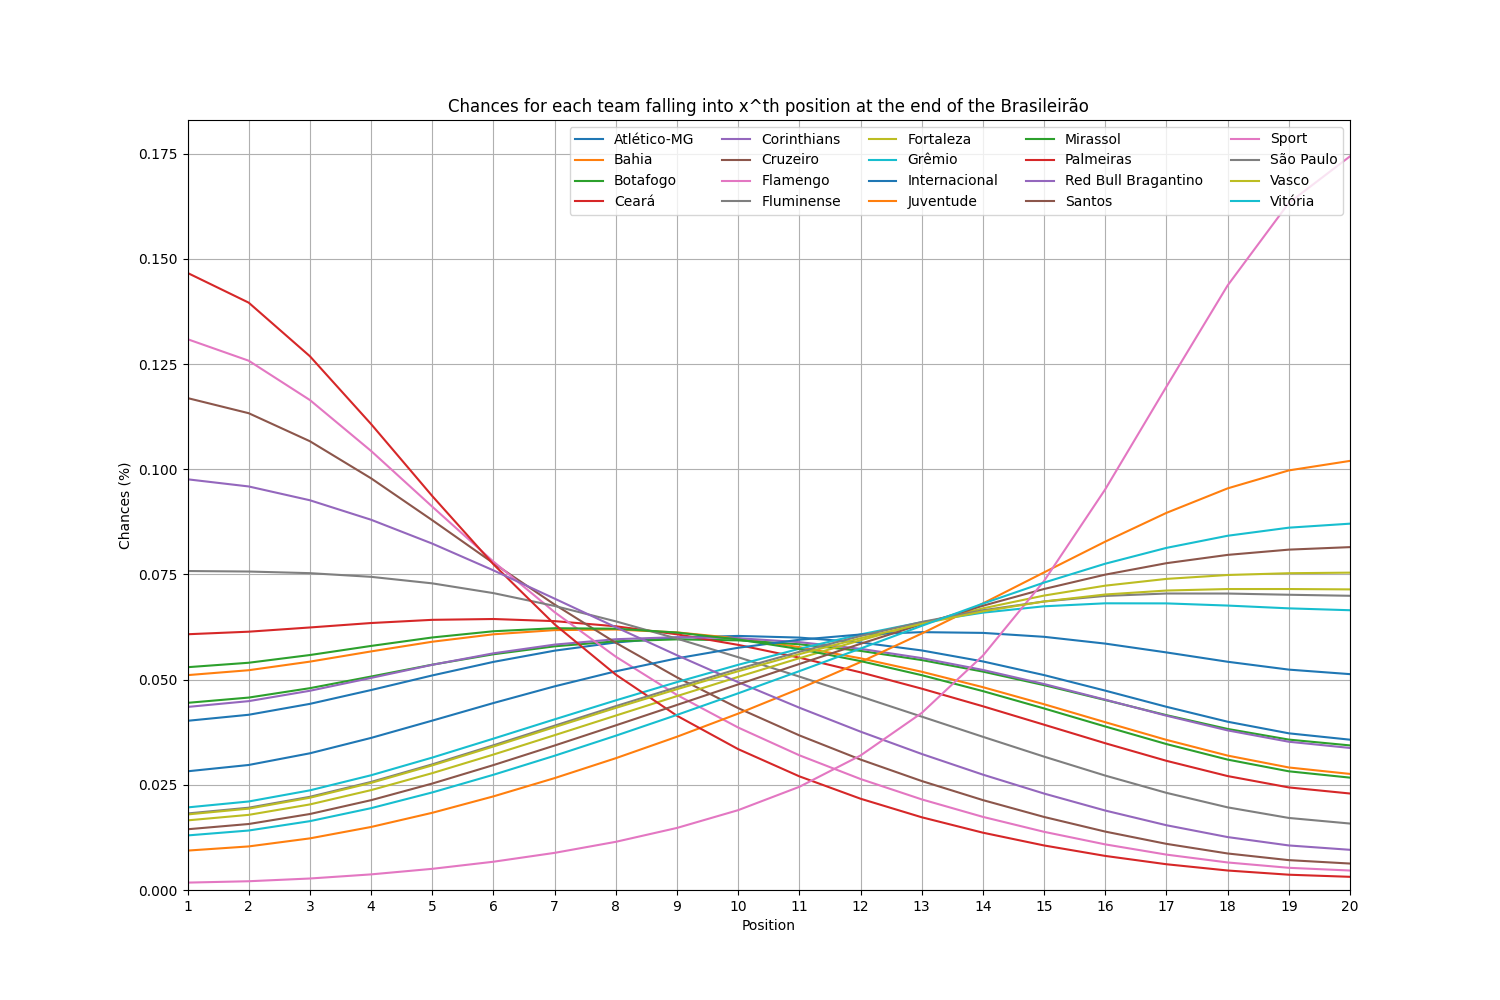 Chances for each team falling into x^th position at the end of the Brasileirão
Atlético-MG
Bahia
Botafogo
Ceará
Corinthians
Cruzeiro
Flamengo
Fluminense
Fortaleza
Grêmio
Internacional
Juventude
Mirassol
Palmeiras
Red Bull Bragantino
Santos
Sport
São Paulo
Vasco
Vitória
Chances (%)
0.175
0.150
0.125
0.100
0.075
0.050
0.025
0.000
1 2 3 4 5 6 7 8 9 10 11 12 13 14 15 16 17 18 19 20
Position